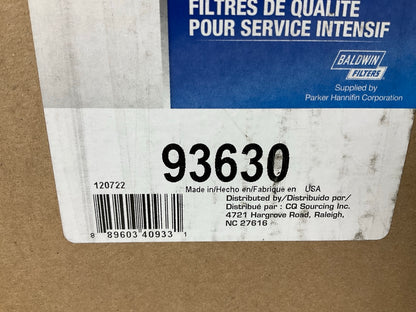 FILTRES DE QUALITÉ
POUR SERVICE INTENSIF
BALDWIN
FILTERS
Supplied by
Parker Hannifin Corporation
93630
120722
Made in/Hecho en/Fabrique en USA
Distributed by/Distribuido por/
Distribué par : CQ Sourcing Inc.
4721 Hargrove Road, Raleigh,
NC 27616
8 89603 40933 1